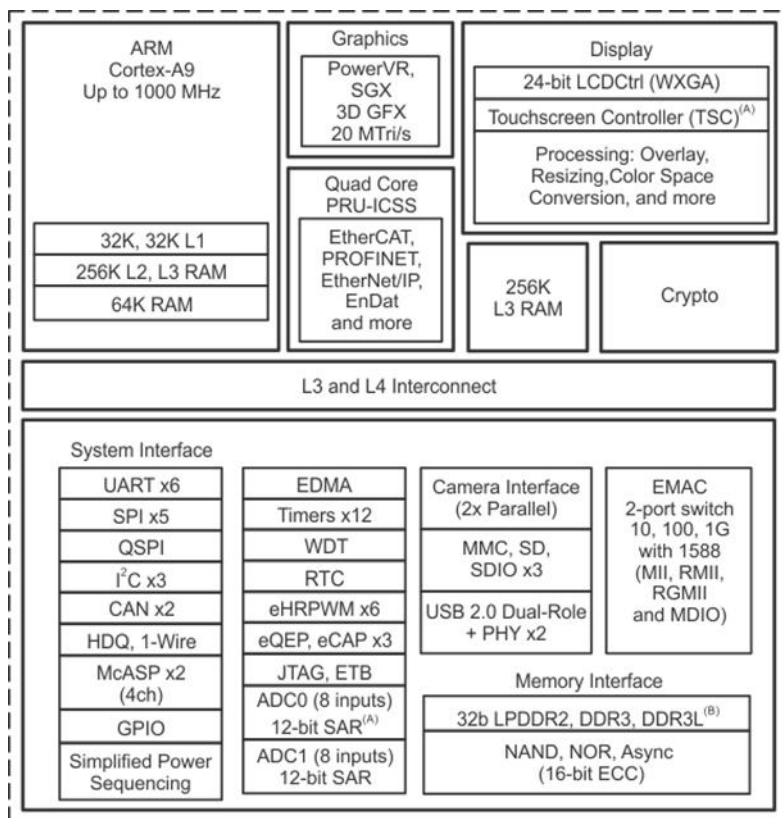 ARM
Cortex-A9
Up to 1000 MHz
32K, 32K L1
256K L2, L3 RAM
64K RAM
Graphics
PowerVR,
SGX
3D GFX
20 MTri/s
Quad Core
PRU-ICSS
EtherCAT,
PROFINET,
EtherNet/IP,
EnDat
and more
Display
24-bit LCDCtrl (WXGA)
Touchscreen Controller (TSC)(A)
Processing: Overlay,
Resizing,Color Space
Conversion, and more
256K
L3 RAM
Crypto
L3 and L4 Interconnect
System Interface
UART x6
SPI x5
QSPI
I2C x3
CAN x2
HDQ, 1-Wire
McASP x2
(4ch)
GPIO
Simplified Power
Sequencing
EDMA
Timers x12
WDT
RTC
eHRPWM x6
eQEP, eCAP x3
JTAG, ETB
ADC0 (8 inputs)
12-bit SAR(A)
ADC1 (8 inputs)
12-bit SAR
Camera Interface
(2x Parallel)
MMC, SD,
SDIO x3
USB 2.0 Dual-Role
+ PHY x2
EMAC
2-port switch
10, 100, 1G
with 1588
(MII, RMII,
RGMII
and MDIO)
Memory Interface
32b LPDDR2, DDR3, DDR3L(B)
NAND, NOR, Async
(16-bit ECC)